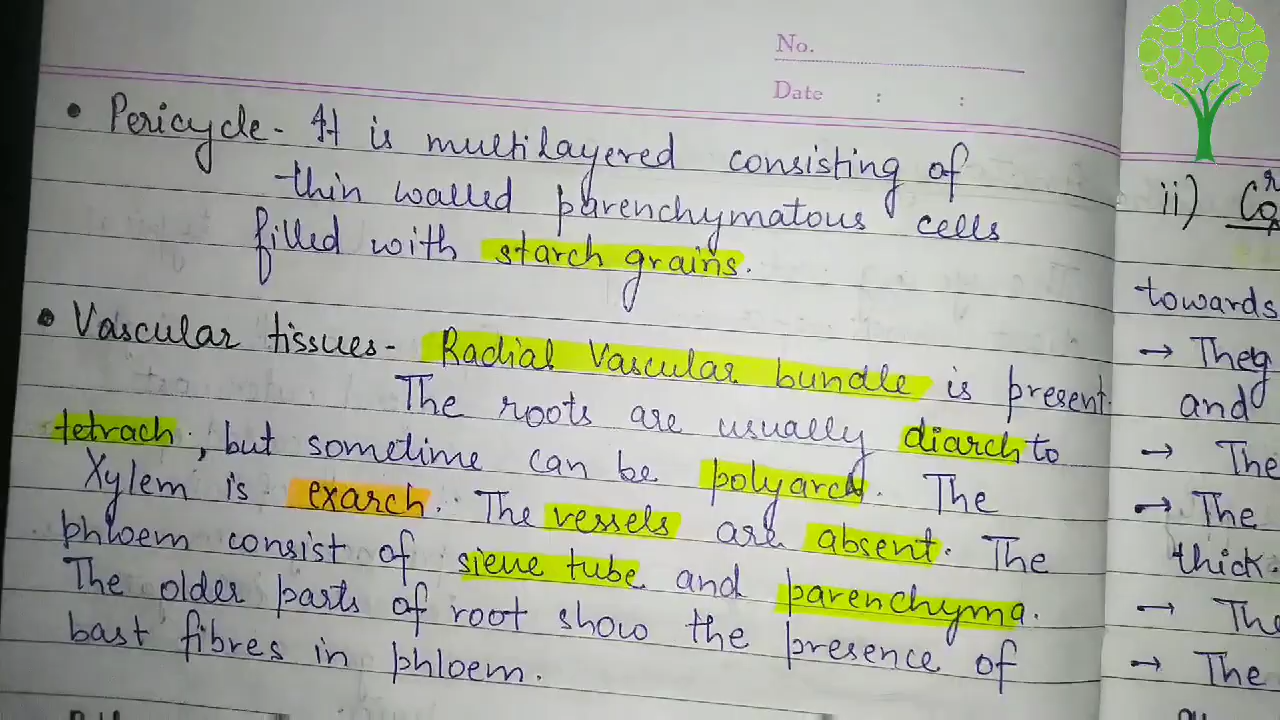 No.
Date : :
• Pericycle - It is multilayered consisting of
thin walled parenchymatous cells
filled with starch grains.
• Vascular tissues - Radial Vascular bundle is present
The roots are usually diarch to
tetrach, but sometime can be polyarch. The
Xylem is exarch. The vessels are absent. The
phloem consist of sieve tube and parenchyma.
The older parts of root show the presence of
bast fibres in phloem.
ii)
towards
→ They
and
→ The
→ The
thick.
→ The
→ The